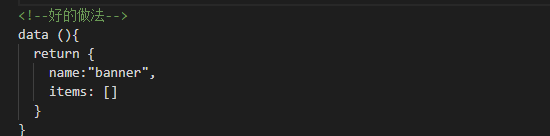 <!--好的做法-->
data (){
  return {
    name:"banner",
    items: []
  }
}